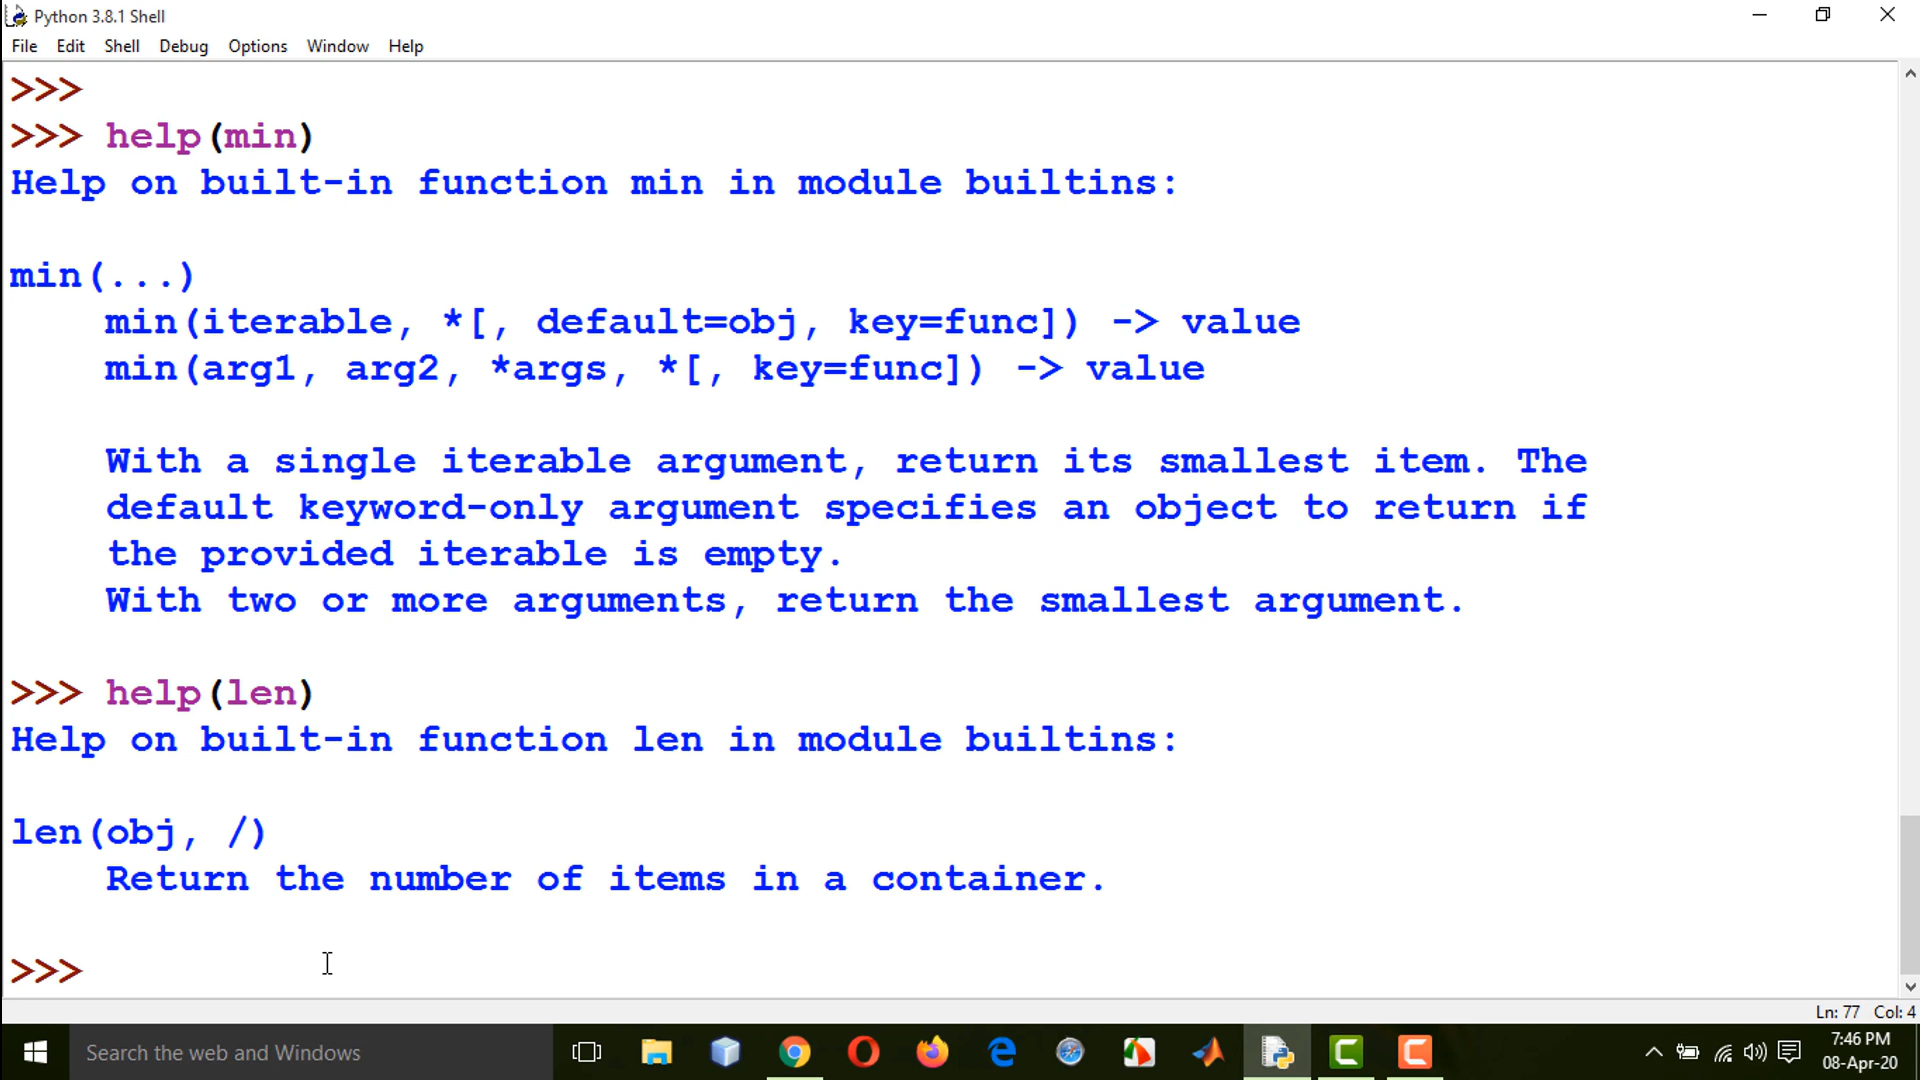 Python 3.8.1 Shell
File Edit Shell Debug Options Window Help
>>>
>>> help(min)
Help on built-in function min in module builtins:
min(...)
min(iterable, *[, default=obj, key=func]) -> value
min(arg1, arg2, *args, *[, key=func]) -> value
With a single iterable argument, return its smallest item. The
default keyword-only argument specifies an object to return if
the provided iterable is empty.
With two or more arguments, return the smallest argument.
>>> help(len)
Help on built-in function len in module builtins:
len(obj, /)
Return the number of items in a container.
>>>
Ln: 77 Col: 4
Search the web and Windows
7:46 PM
08-Apr-20